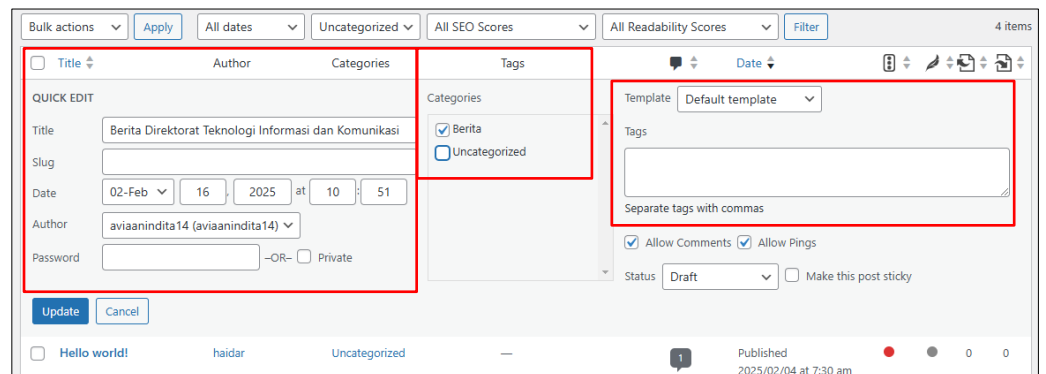 Bulk actions Apply All dates Uncategorized All SEO Scores All Readability Scores Filter 4 items
Title Author Categories Tags Date
QUICK EDIT
Title Berita Direktorat Teknologi Informasi dan Komunikasi
Slug
Date 02-Feb 16 , 2025 at 10 : 51
Author aviaanindita14 (aviaanindita14)
Password –OR– Private
Categories
Berita
Uncategorized
Template Default template
Tags
Separate tags with commas
Allow Comments Allow Pings
Status Draft Make this post sticky
Update Cancel
Hello world! haidar Uncategorized — 1 Published 0 0
2025/02/04 at 7:30 am